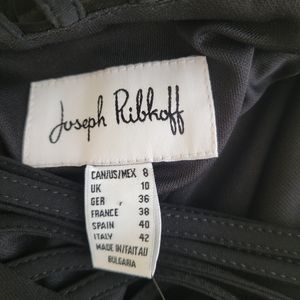 Joseph Ribkoff
CAN/US/MEX 8
UK 10
GER 36
FRANCE 38
SPAIN 40
ITALY 42
MADE IN/FAIT AU
BULGARIA